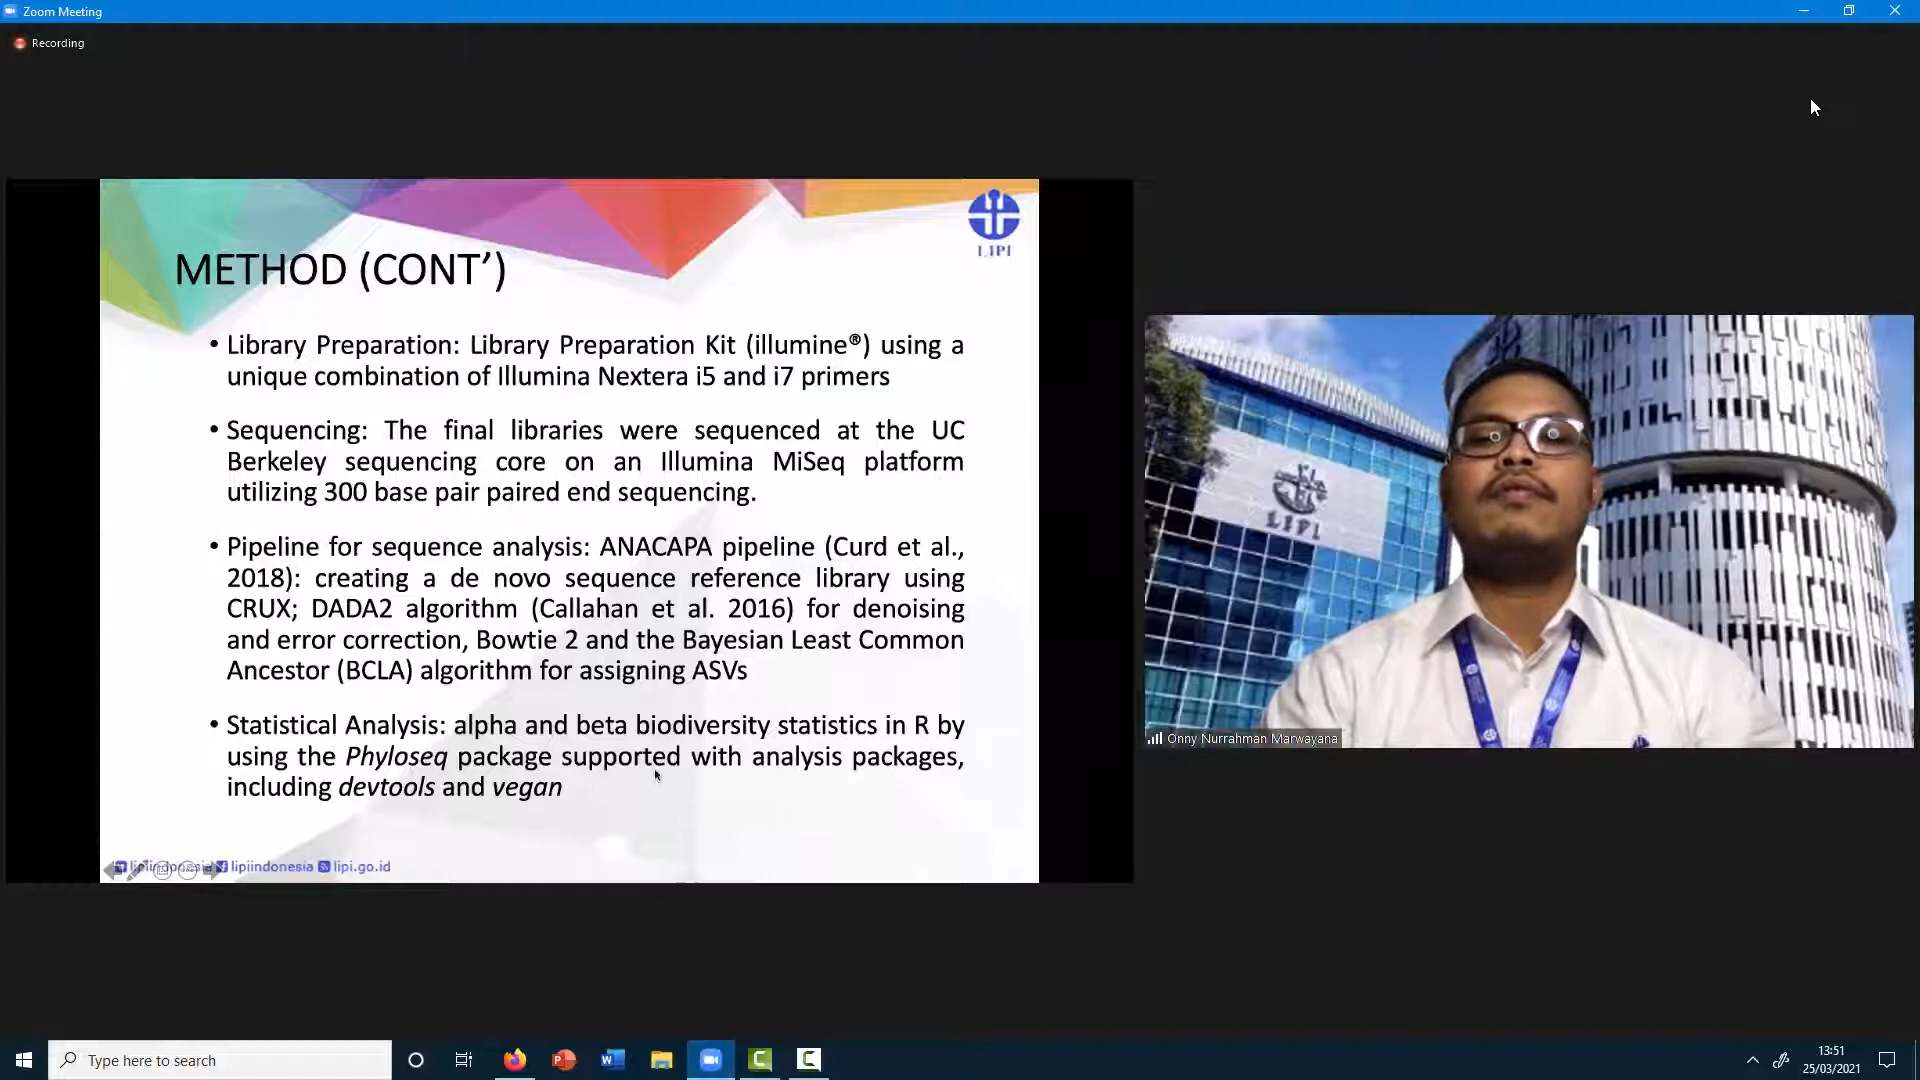 Zoom Meeting
Recording
LIPI
METHOD (CONT’)
• Library Preparation: Library Preparation Kit (illumine®) using a
unique combination of Illumina Nextera i5 and i7 primers
• Sequencing: The final libraries were sequenced at the UC
Berkeley sequencing core on an Illumina MiSeq platform
utilizing 300 base pair paired end sequencing.
• Pipeline for sequence analysis: ANACAPA pipeline (Curd et al.,
2018): creating a de novo sequence reference library using
CRUX; DADA2 algorithm (Callahan et al. 2016) for denoising
and error correction, Bowtie 2 and the Bayesian Least Common
Ancestor (BCLA) algorithm for assigning ASVs
• Statistical Analysis: alpha and beta biodiversity statistics in R by
using the Phyloseq package supported with analysis packages,
including devtools and vegan
lipiindonesia lipiindonesia lipi.go.id
LIPI
Onny Nurrahman Marwayana
Type here to search
13:51
25/03/2021